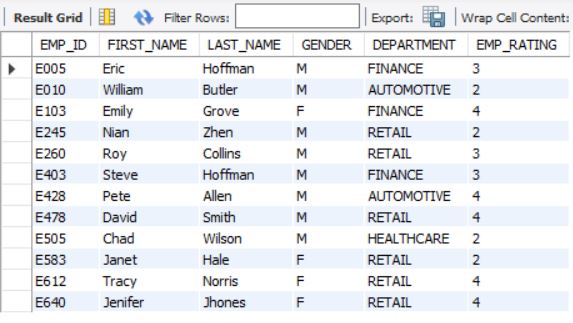 Result Grid Filter Rows: Export: Wrap Cell Content:
EMP_ID FIRST_NAME LAST_NAME GENDER DEPARTMENT EMP_RATING
E005 Eric Hoffman M FINANCE 3
E010 William Butler M AUTOMOTIVE 2
E103 Emily Grove F FINANCE 4
E245 Nian Zhen M RETAIL 2
E260 Roy Collins M RETAIL 3
E403 Steve Hoffman M FINANCE 3
E428 Pete Allen M AUTOMOTIVE 4
E478 David Smith M RETAIL 4
E505 Chad Wilson M HEALTHCARE 2
E583 Janet Hale F RETAIL 2
E612 Tracy Norris F RETAIL 4
E640 Jenifer Jhones F RETAIL 4